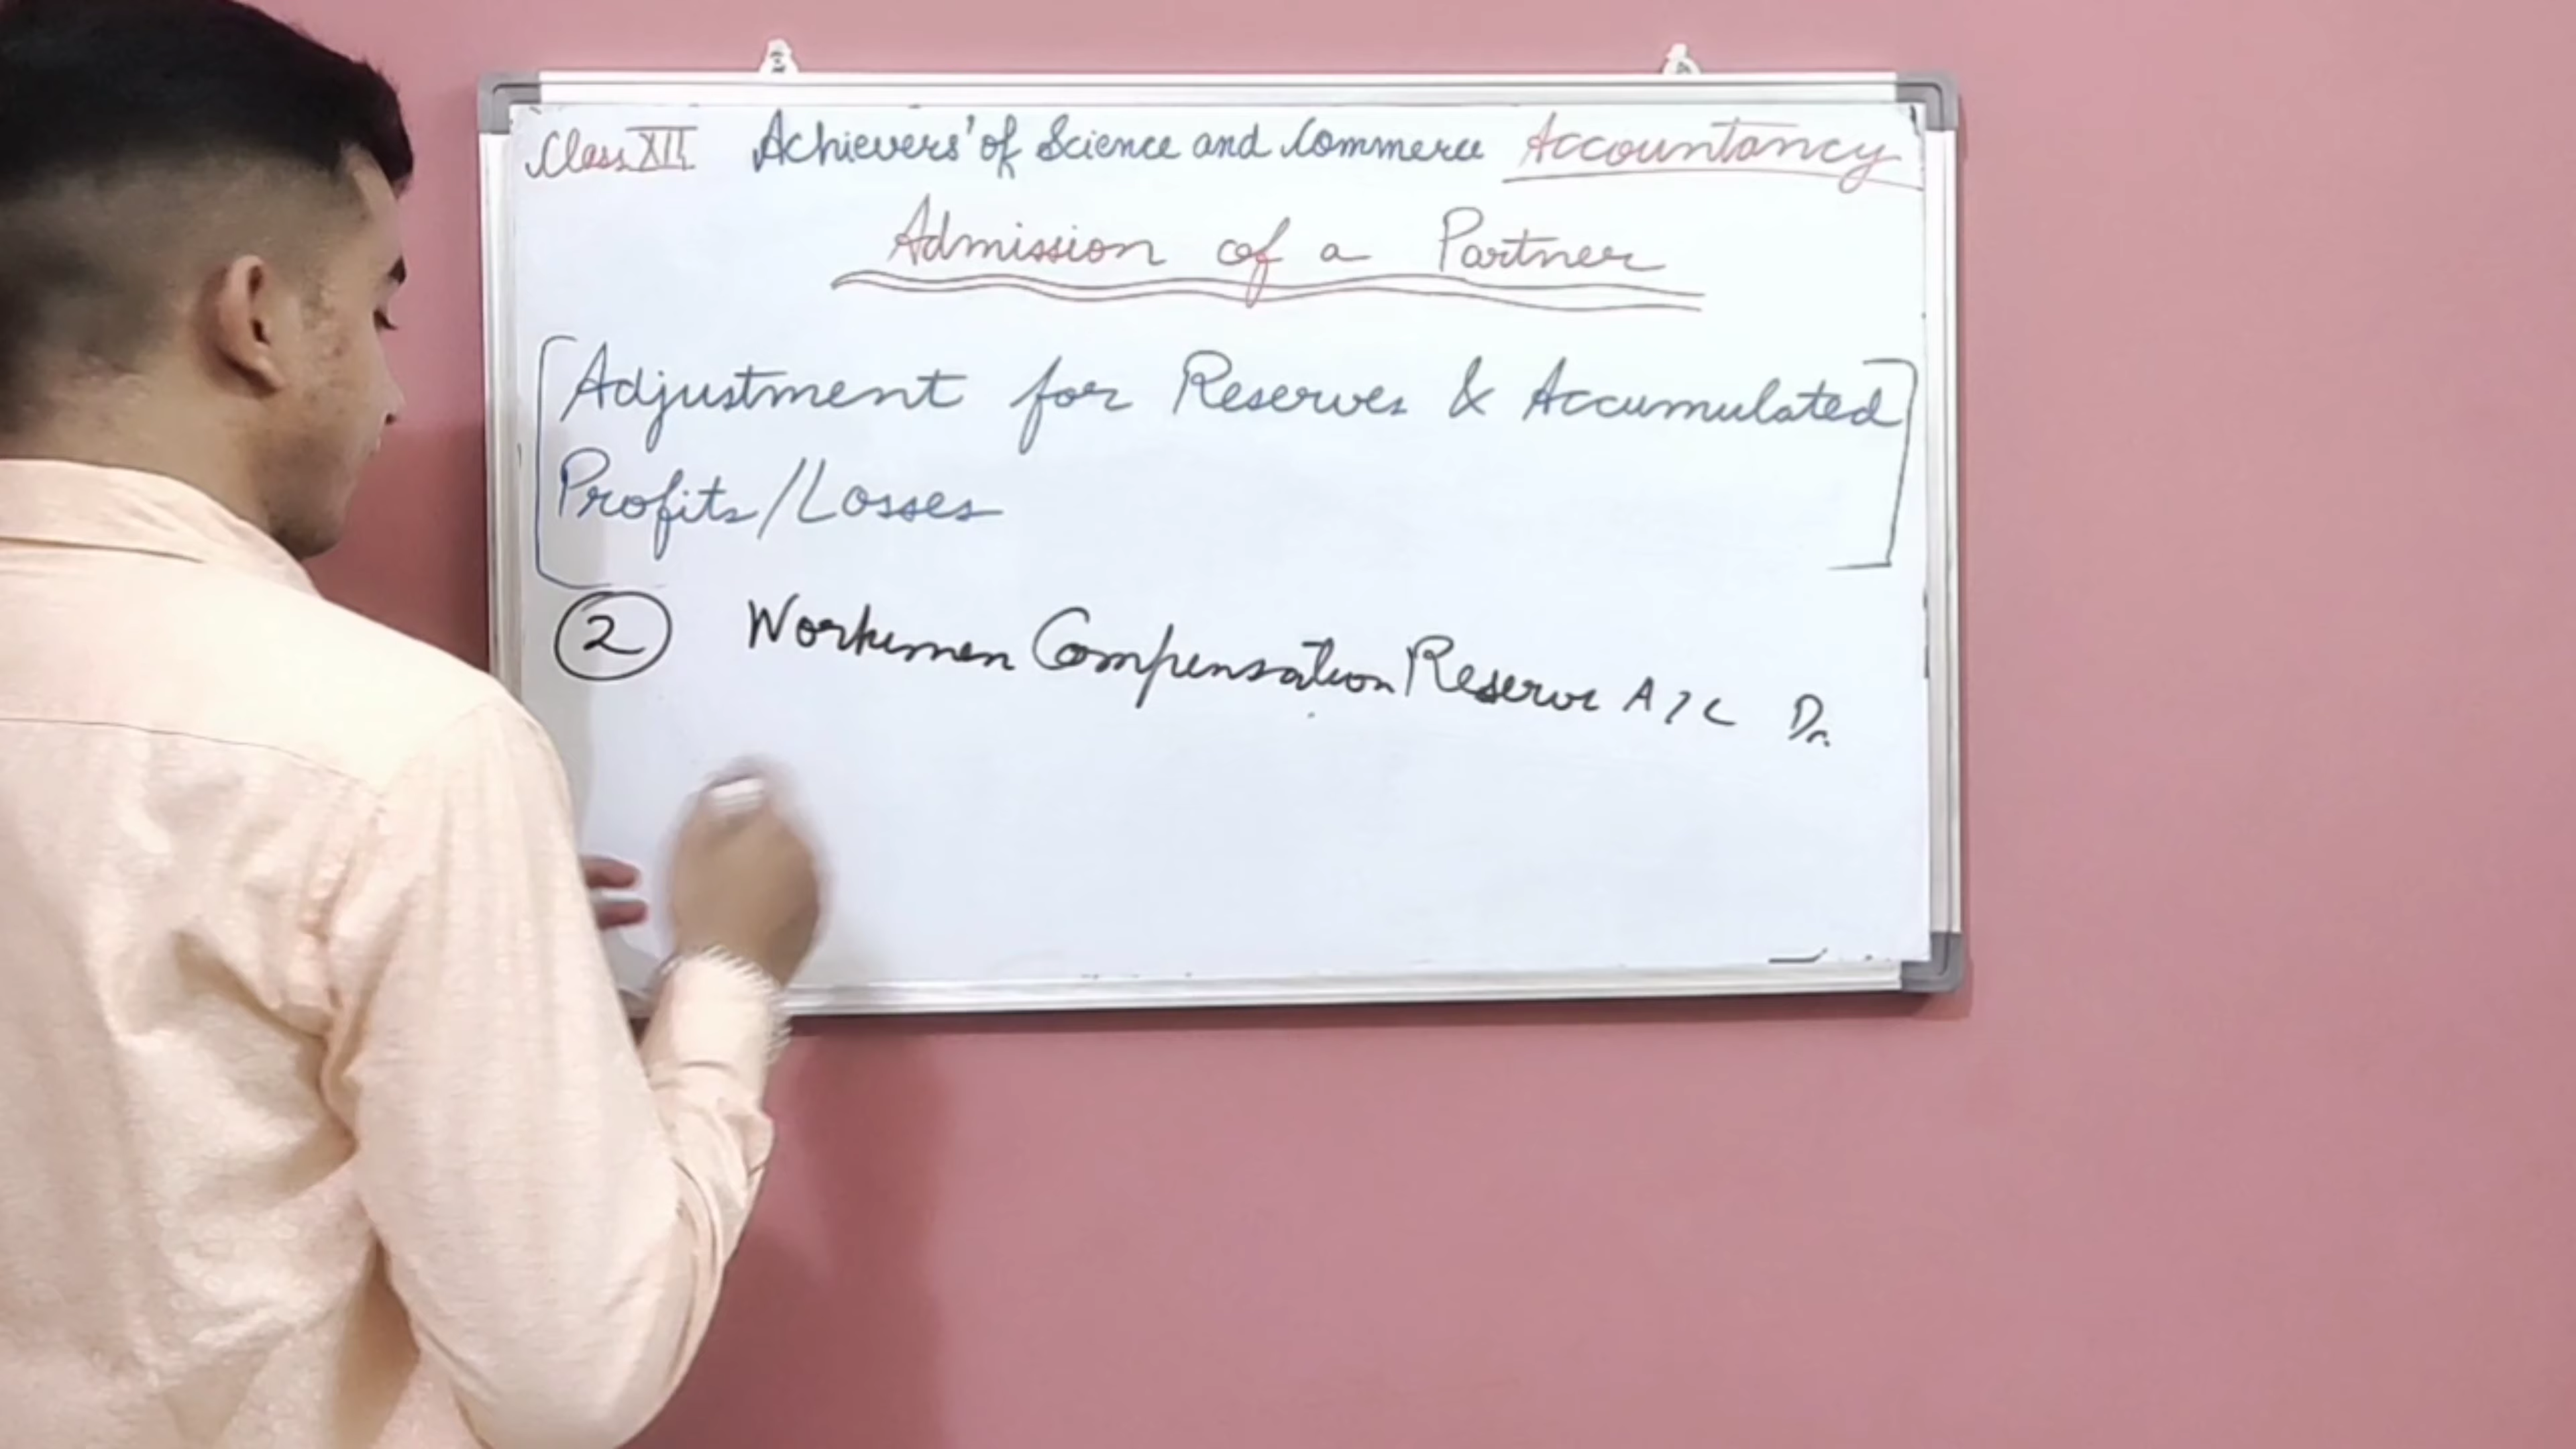 Class XII Achievers' of Science and Commerce Accountancy
Admission of a Partner
Adjustment for Reserves & Accumulated
Profits/Losses
2 Workemen Compensation Reserve A/C Dr.